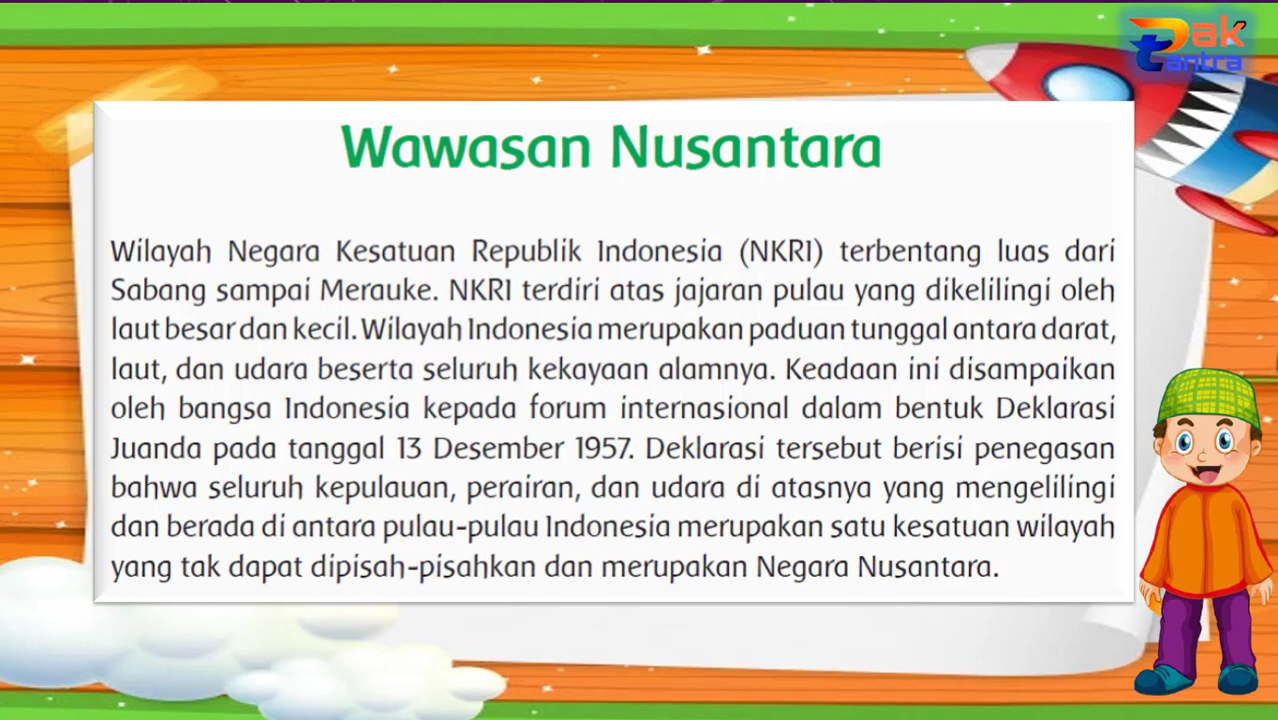 Pak
tantra
Wawasan Nusantara
Wilayah Negara Kesatuan Republik Indonesia (NKRI) terbentang luas dari
Sabang sampai Merauke. NKRI terdiri atas jajaran pulau yang dikelilingi oleh
laut besar dan kecil. Wilayah Indonesia merupakan paduan tunggal antara darat,
laut, dan udara beserta seluruh kekayaan alamnya. Keadaan ini disampaikan
oleh bangsa Indonesia kepada forum internasional dalam bentuk Deklarasi
Juanda pada tanggal 13 Desember 1957. Deklarasi tersebut berisi penegasan
bahwa seluruh kepulauan, perairan, dan udara di atasnya yang mengelilingi
dan berada di antara pulau-pulau Indonesia merupakan satu kesatuan wilayah
yang tak dapat dipisah-pisahkan dan merupakan Negara Nusantara.